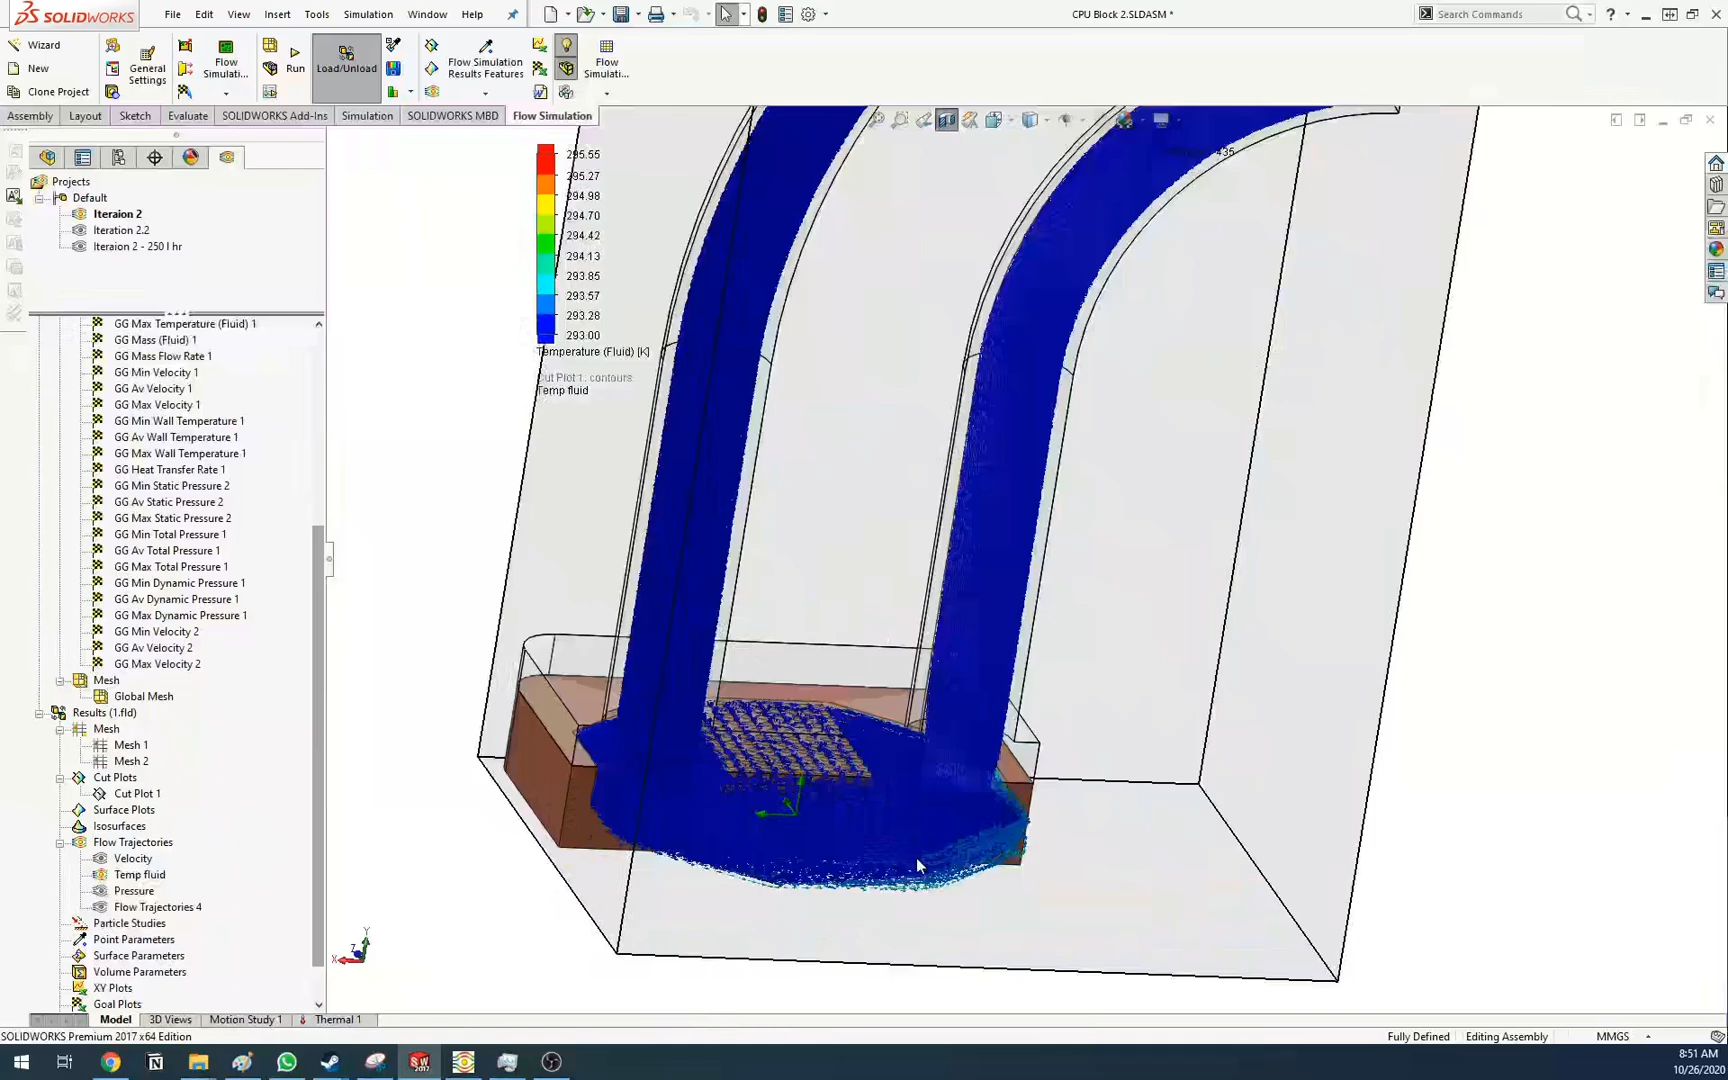 SOLIDWORKS
File Edit View Insert Tools Simulation Window Help
CPU Block 2.SLDASM *
Search Commands
Wizard
New
Clone Project
General Settings
Flow Simulati...
Run
Load/Unload
Flow Simulation Results Features
Flow Simulati...
Assembly Layout Sketch Evaluate SOLIDWORKS Add-Ins Simulation SOLIDWORKS MBD Flow Simulation
Projects
Default
Iteraion 2
Iteration 2.2
Iteraion 2 - 250 l hr
GG Max Temperature (Fluid) 1
GG Mass (Fluid) 1
GG Mass Flow Rate 1
GG Min Velocity 1
GG Av Velocity 1
GG Max Velocity 1
GG Min Wall Temperature 1
GG Av Wall Temperature 1
GG Max Wall Temperature 1
GG Heat Transfer Rate 1
GG Min Static Pressure 2
GG Av Static Pressure 2
GG Max Static Pressure 2
GG Min Total Pressure 1
GG Av Total Pressure 1
GG Max Total Pressure 1
GG Min Dynamic Pressure 1
GG Av Dynamic Pressure 1
GG Max Dynamic Pressure 1
GG Min Velocity 2
GG Av Velocity 2
GG Max Velocity 2
Mesh
Global Mesh
Results (1.fld)
Mesh
Mesh 1
Mesh 2
Cut Plots
Cut Plot 1
Surface Plots
Isosurfaces
Flow Trajectories
Velocity
Temp fluid
Pressure
Flow Trajectories 4
Particle Studies
Point Parameters
Surface Parameters
Volume Parameters
XY Plots
Goal Plots
295.55
295.27
294.98
294.70
294.42
294.13
293.85
293.57
293.28
293.00
Temperature (Fluid) [K]
Cut Plot 1: contours
Temp fluid
435
Y
Z
X
Model 3D Views Motion Study 1 Thermal 1
SOLIDWORKS Premium 2017 x64 Edition
Fully Defined Editing Assembly MMGS
8:51 AM
10/26/2020